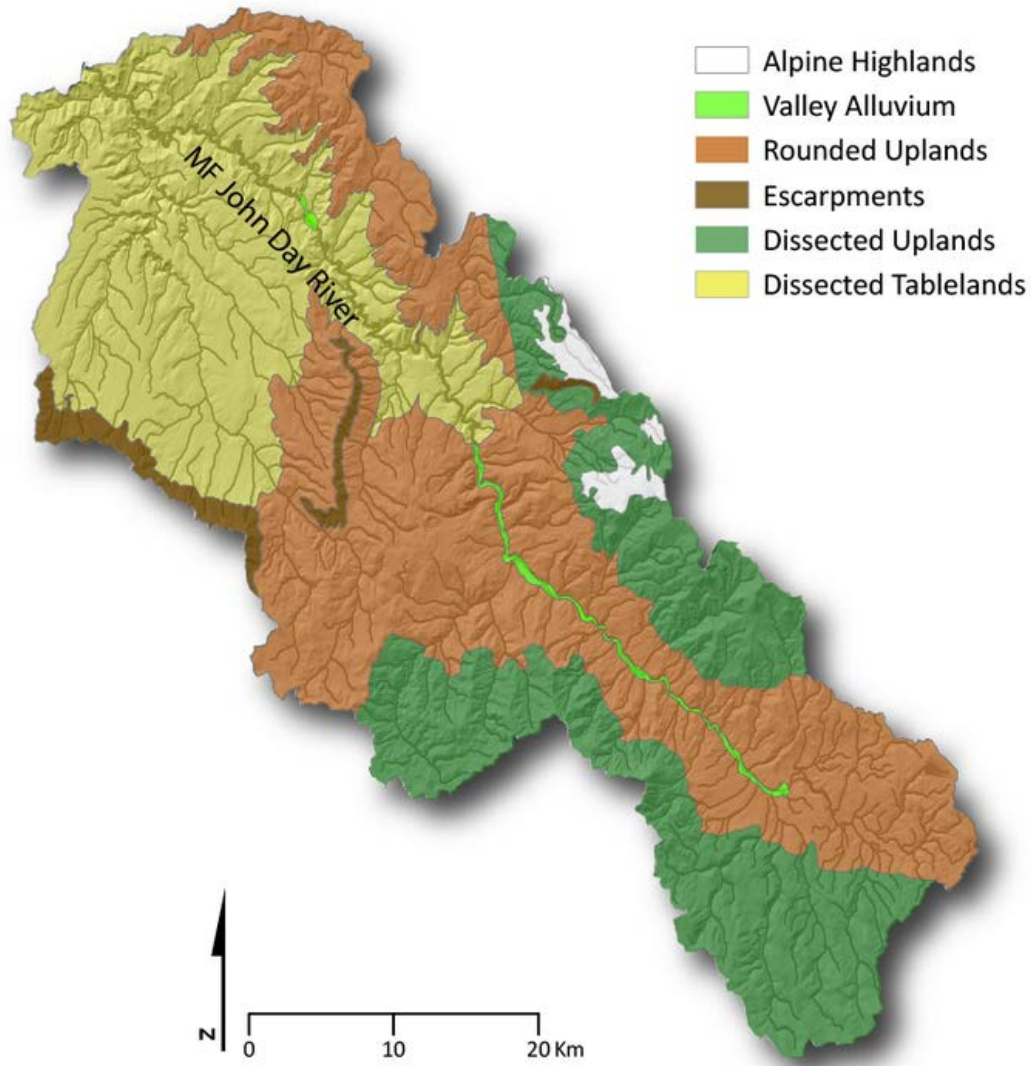 Alpine Highlands
Valley Alluvium
Rounded Uplands
Escarpments
Dissected Uplands
Dissected Tablelands
MF John Day River
N
0 10 20 Km